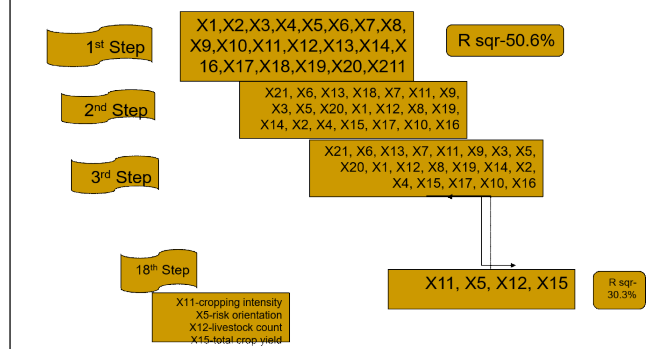 1st Step
X1,X2,X3,X4,X5,X6,X7,X8,
X9,X10,X11,X12,X13,X14,X
16,X17,X18,X19,X20,X211
R sqr-50.6%
2nd Step
X21, X6, X13, X18, X7, X11, X9,
X3, X5, X20, X1, X12, X8, X19,
X14, X2, X4, X15, X17, X10, X16
3rd Step
X21, X6, X13, X7, X11, X9, X3, X5,
X20, X1, X12, X8, X19, X14, X2,
X4, X15, X17, X10, X16
18th Step
X11, X5, X12, X15
R sqr-
30.3%
X11-cropping intensity
X5-risk orientation
X12-livestock count
X15-total crop yield